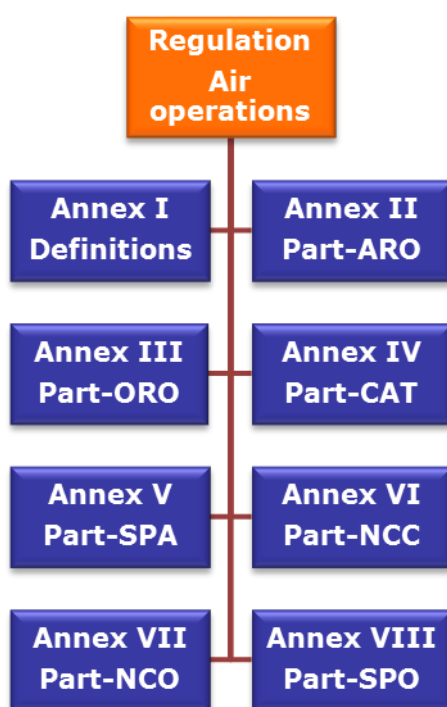 Regulation
Air
operations
Annex I
Definitions
Annex II
Part-ARO
Annex III
Part-ORO
Annex IV
Part-CAT
Annex V
Part-SPA
Annex VI
Part-NCC
Annex VII
Part-NCO
Annex VIII
Part-SPO